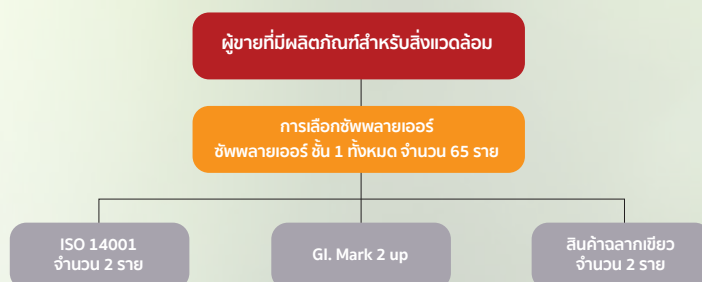 ผู้ขายที่มีผลิตภัณฑ์สำหรับสิ่งแวดล้อม
การเลือกซัพพลายเออร์
ซัพพลายเออร์ ชั้น 1 ทั้งหมด จำนวน 65 ราย
ISO 14001
จำนวน 2 ราย
GI. Mark 2 up
สินค้าฉลากเขียว
จำนวน 2 ราย